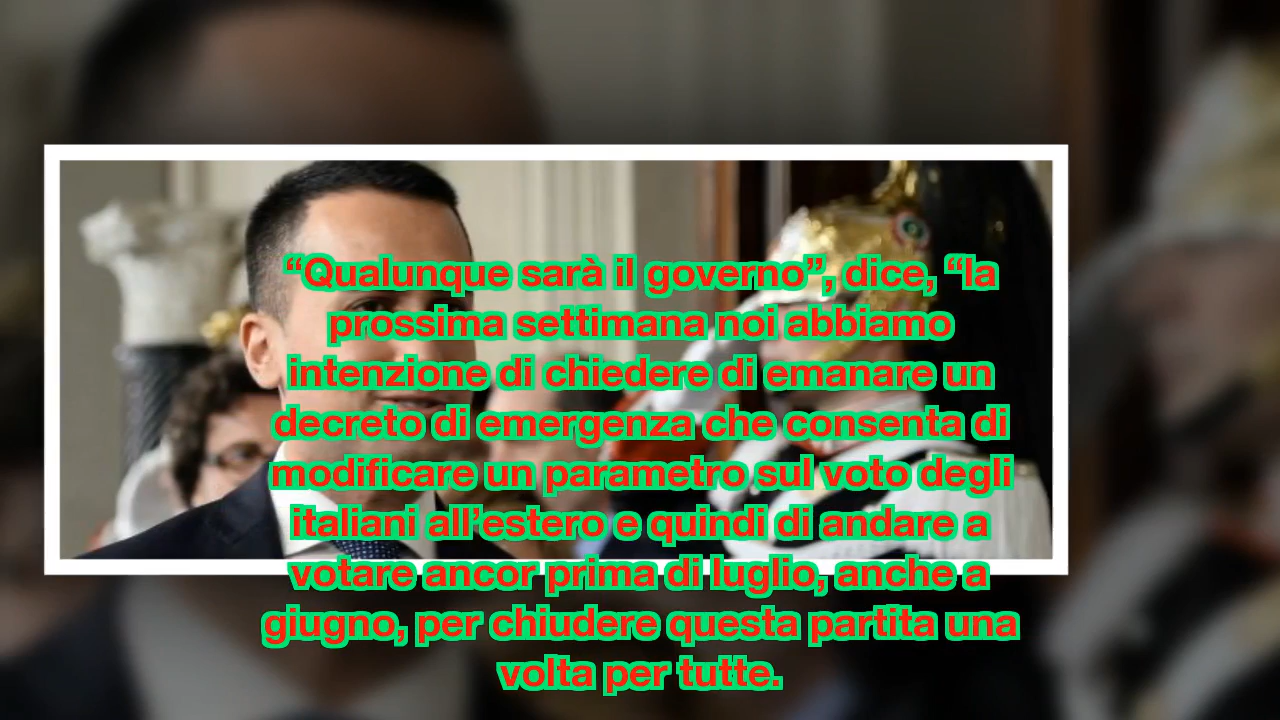 “Qualunque sarà il governo”, dice, “la
prossima settimana noi abbiamo
intenzione di chiedere di emanare un
decreto di emergenza che consenta di
modificare un parametro sul voto degli
italiani all’estero e quindi di andare a
votare ancor prima di luglio, anche a
giugno, per chiudere questa partita una
volta per tutte.